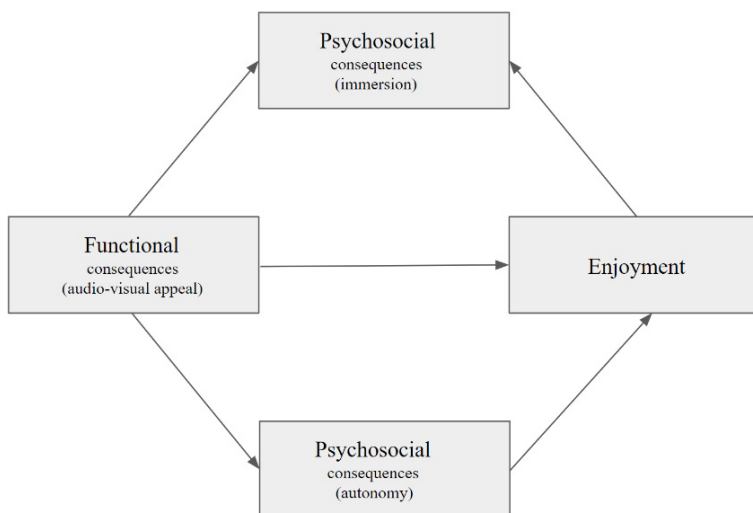 Psychosocial
consequences
(immersion)
Functional
consequences
(audio-visual appeal)
Enjoyment
Psychosocial
consequences
(autonomy)